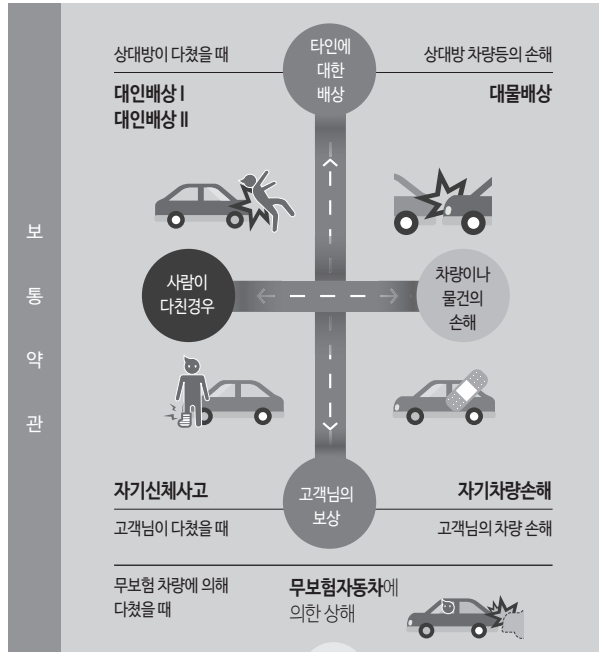 보
통
약
관
상대방이 다쳤을 때
대인배상 I
대인배상 II
타인에
대한
배상
상대방 차량등의 손해
대물배상
사람이
다친경우
차량이나
물건의
손해
자기신체사고
고객님이 다쳤을 때
고객님의
보상
자기차량손해
고객님의 차량 손해
무보험 차량에 의해
다쳤을 때
무보험자동차에
의한 상해